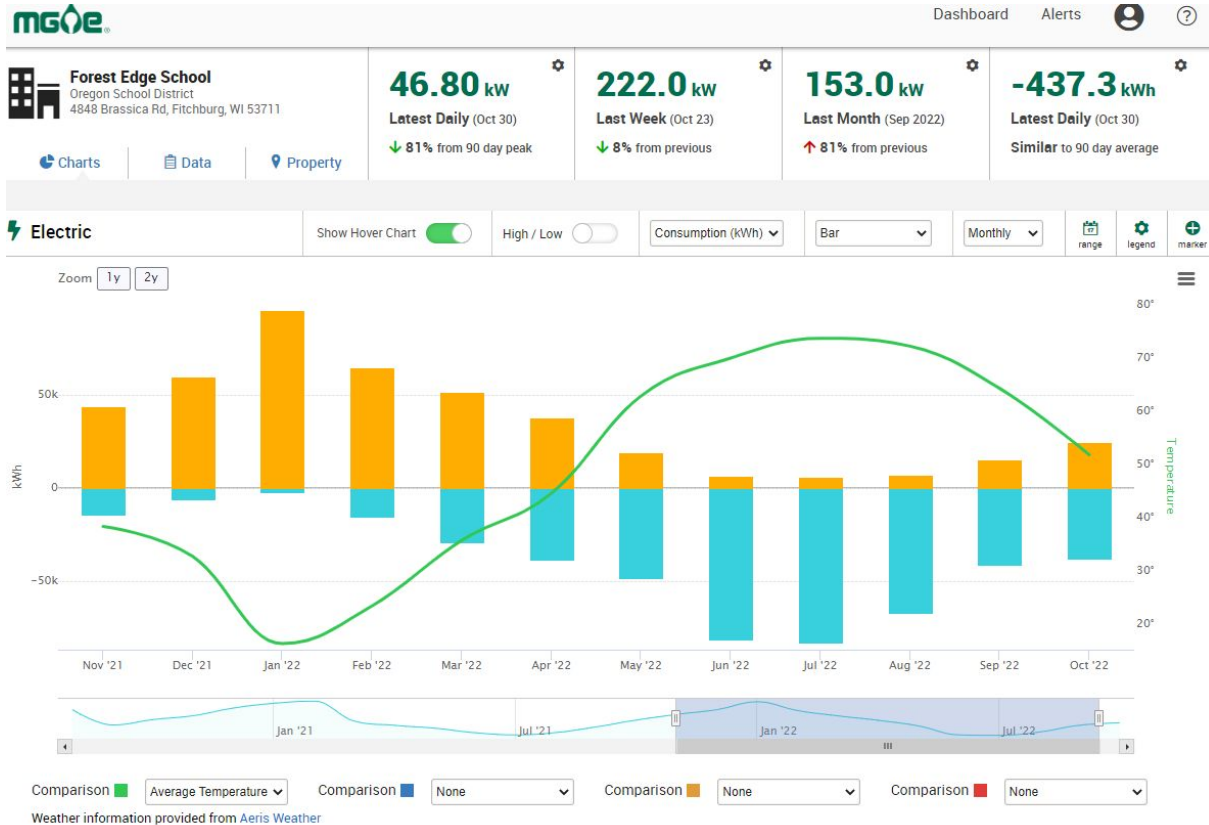 mge
Dashboard Alerts ?
Forest Edge School
Oregon School District
4848 Brassica Rd, Fitchburg, WI 53711
Charts Data Property
46.80 kW
Latest Daily (Oct 30)
↓ 81% from 90 day peak
222.0 kW
Last Week (Oct 23)
↓ 8% from previous
153.0 kW
Last Month (Sep 2022)
↑ 81% from previous
-437.3 kWh
Latest Daily (Oct 30)
Similar to 90 day average
Electric
Show Hover Chart
High / Low
Consumption (kWh)
Bar
Monthly
range
legend
marker
Zoom 1y 2y
50k
0
-50k
kWh
80°
70°
60°
50°
40°
30°
20°
Temperature
Nov '21 Dec '21 Jan '22 Feb '22 Mar '22 Apr '22 May '22 Jun '22 Jul '22 Aug '22 Sep '22 Oct '22
Jan '21 Jul '21 Jan '22 Jul '22
Comparison Average Temperature Comparison None Comparison None Comparison None
Weather information provided from Aeris Weather